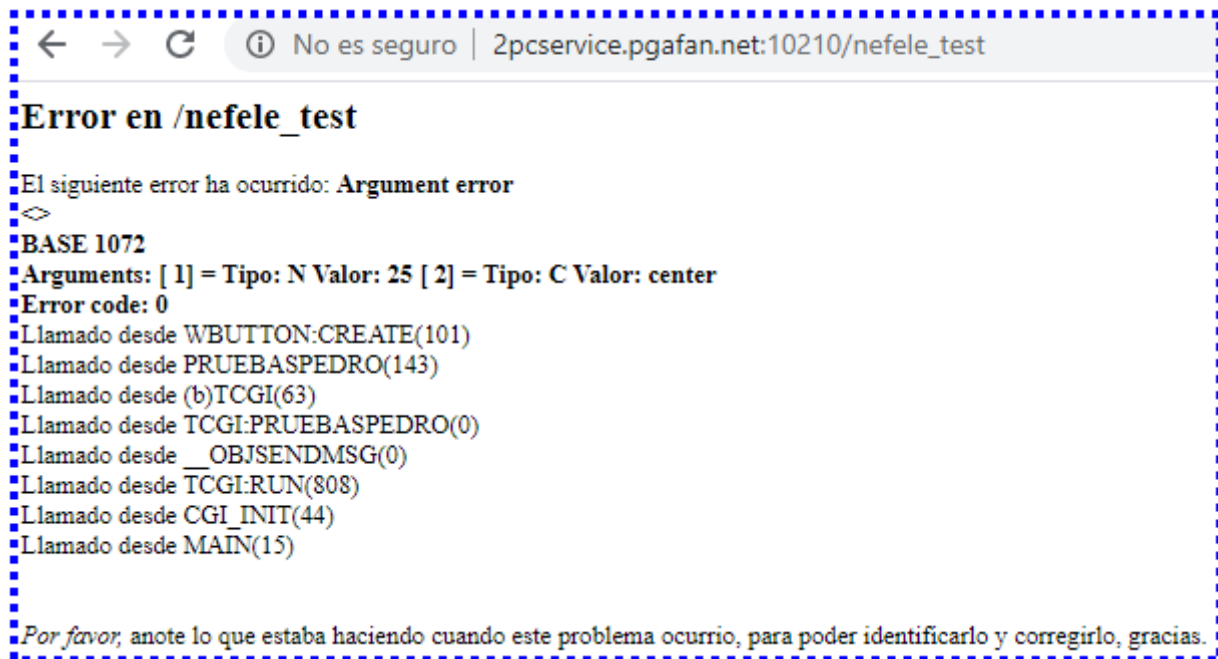 No es seguro | 2pcservice.pgafan.net:10210/nefele_test
Error en /nefele_test
El siguiente error ha ocurrido: Argument error
<>
BASE 1072
Arguments: [ 1] = Tipo: N Valor: 25 [ 2] = Tipo: C Valor: center
Error code: 0
Llamado desde WBUTTON:CREATE(101)
Llamado desde PRUEBASPEDRO(143)
Llamado desde (b)TCGI(63)
Llamado desde TCGI:PRUEBASPEDRO(0)
Llamado desde __OBJSENDMSG(0)
Llamado desde TCGI:RUN(808)
Llamado desde CGI_INIT(44)
Llamado desde MAIN(15)
Por favor, anote lo que estaba haciendo cuando este problema ocurrio, para poder identificarlo y corregirlo, gracias.